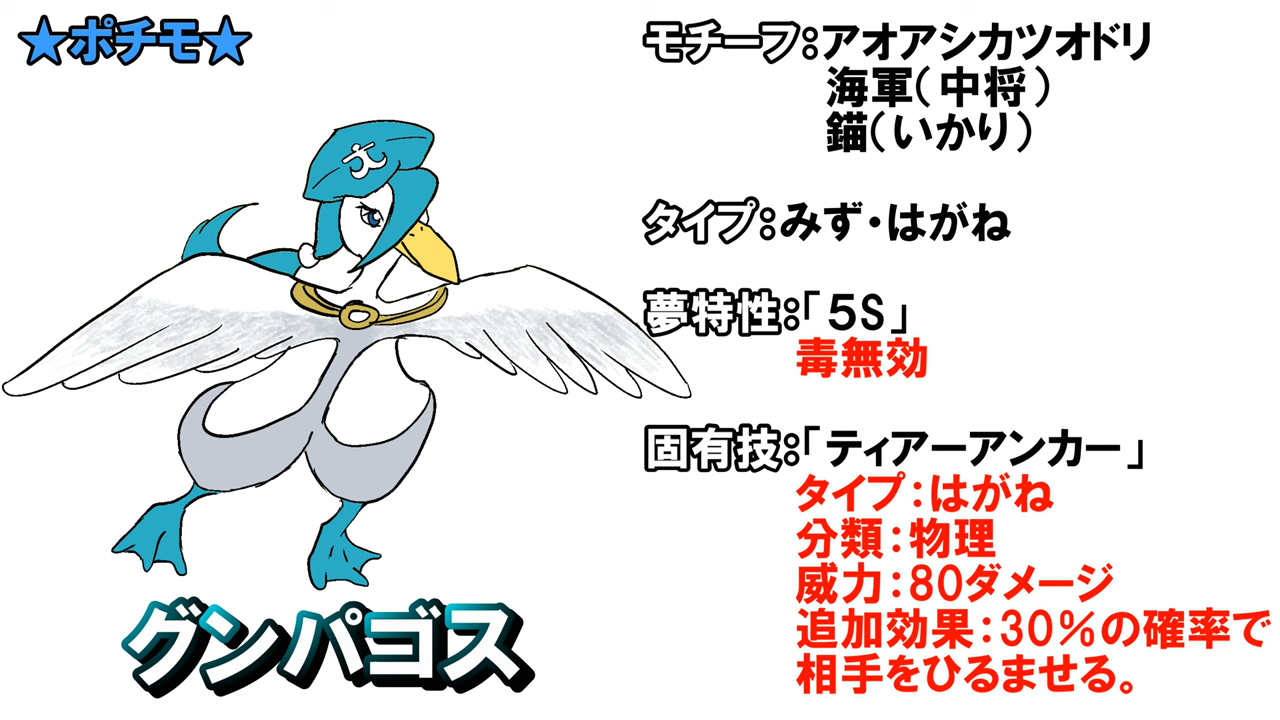 ★ポチモ★
モチーフ：アオアシカツオドリ
海軍（中将）
錨（いかり）
タイプ：みず・はがね
夢特性：「５S」
毒無効
固有技：「ティアーアンカー」
タイプ：はがね
分類：物理
威力：80ダメージ
追加効果：30％の確率で
相手をひるませる。
グンパゴス